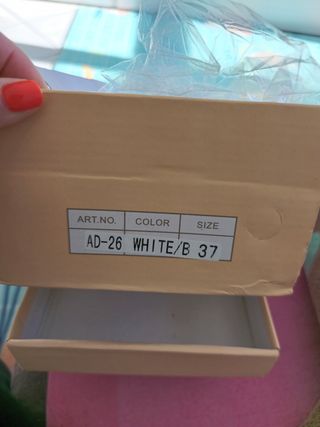 ART.NO. COLOR SIZE
AD-26 WHITE/B 37